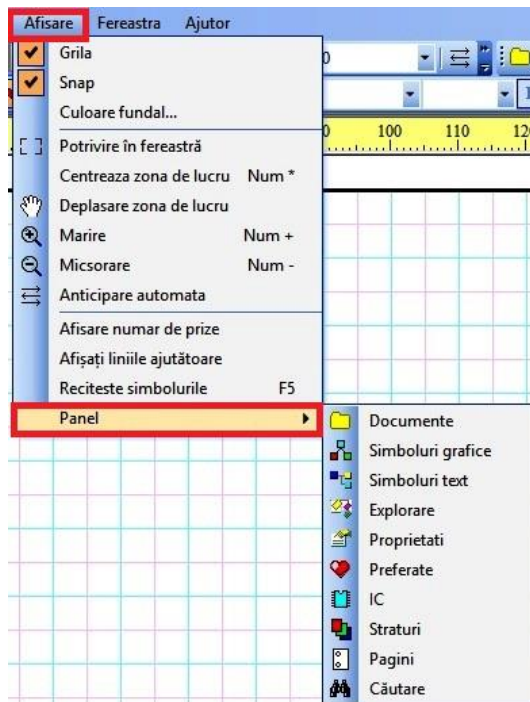 Afisare Fereastra Ajutor
Grila
Snap
Culoare fundal...
0 100 110 12
Potrivire în fereastră
Centreaza zona de lucru Num *
Deplasare zona de lucru
Marire Num +
Micsorare Num -
Anticipare automata
Afisare numar de prize
Afișați liniile ajutătoare
Reciteste simbolurile F5
Panel
Documente
Simboluri grafice
Simboluri text
Explorare
Proprietati
Preferate
IC
Straturi
Pagini
Căutare